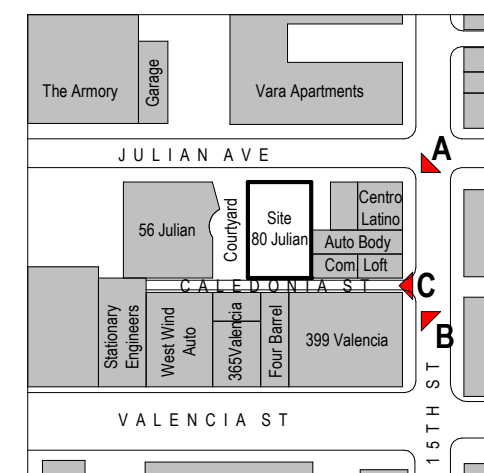 The Armory
Garage
Vara Apartments
JULIAN AVE
A
56 Julian
Courtyard
Site
80 Julian
Centro
Latino
Auto Body
Com. Loft
CALEDONIA ST
C
B
Stationary
Engineers
West Wind
Auto
365Valencia
Four Barrel
399 Valencia
VALENCIA ST
15TH ST